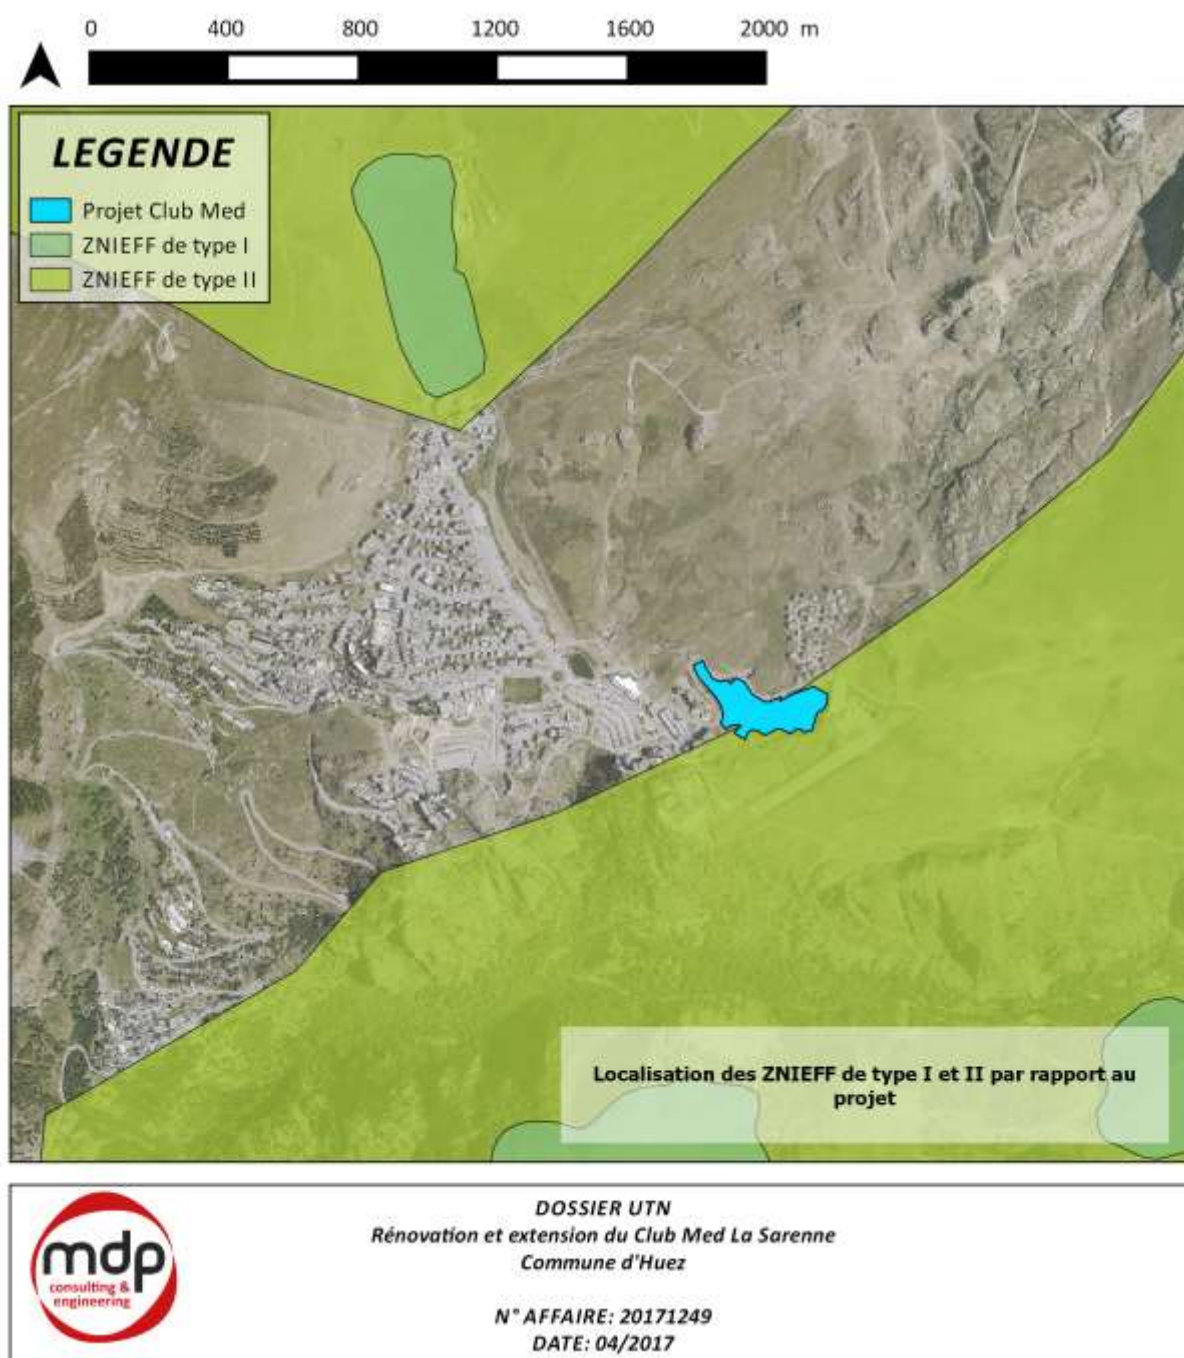 0 400 800 1200 1600 2000 m
LEGENDE
Projet Club Med
ZNIEFF de type I
ZNIEFF de type II
Localisation des ZNIEFF de type I et II par rapport au
projet
mdp
consulting &
engineering
DOSSIER UTN
Rénovation et extension du Club Med La Sarenne
Commune d'Huez
N° AFFAIRE: 20171249
DATE: 04/2017